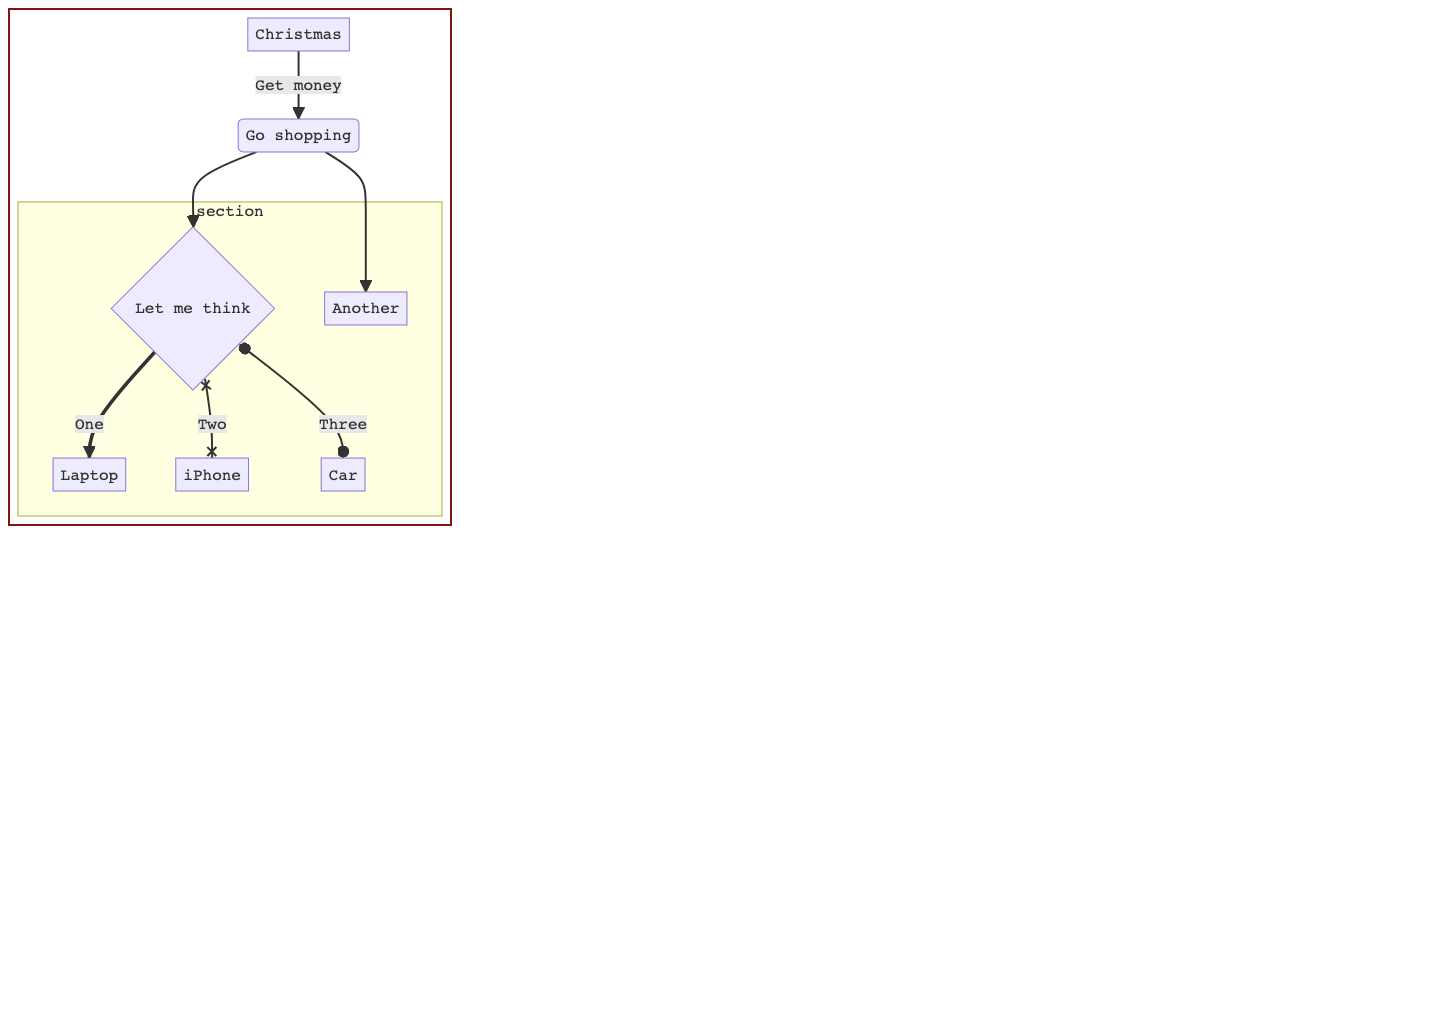 Christmas
Get money
Go shopping
section
Let me think
Another
One
Two
Three
Laptop
iPhone
Car